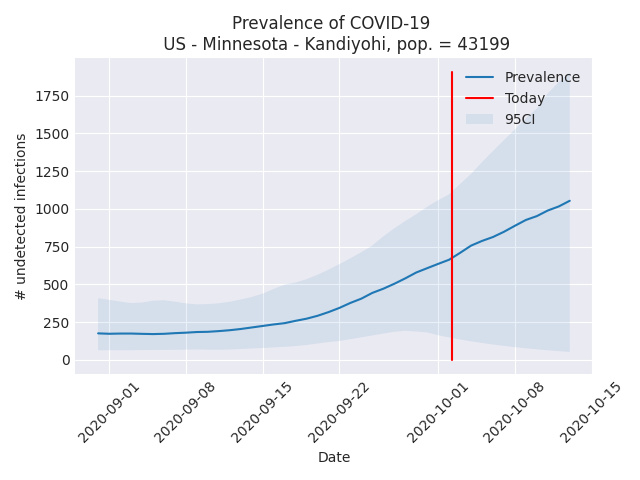 Prevalence of COVID-19
US - Minnesota - Kandiyohi, pop. = 43199
Prevalence
Today
95CI
1750
1500
1250
1000
750
500
250
0
# undetected infections
2020-09-01
2020-09-08
2020-09-15
2020-09-22
2020-10-01
2020-10-08
2020-10-15
Date